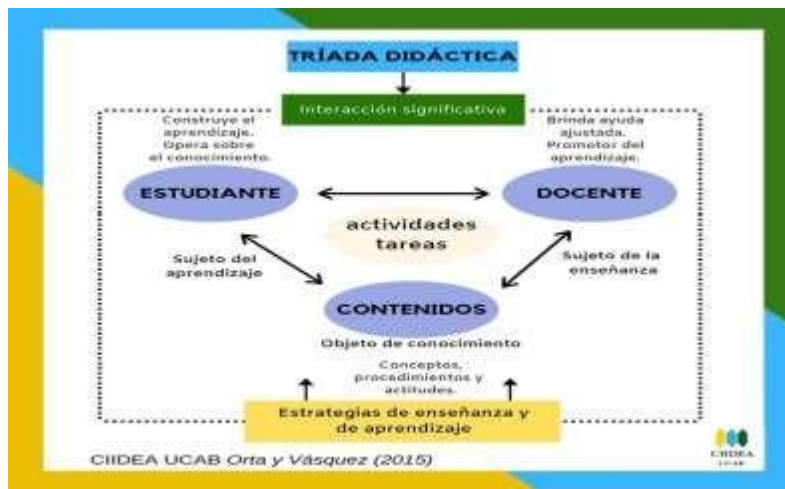 TRÍADA DIDÁCTICA
Interacción significativa
Construye el
aprendizaje.
Opera sobre
el conocimiento.
Brinda ayuda
ajustada.
Promotor del
aprendizaje.
ESTUDIANTE
DOCENTE
actividades
tareas
Sujeto del
aprendizaje
Sujeto de la
enseñanza
CONTENIDOS
Objeto de conocimiento
Conceptos,
procedimientos y
actitudes.
Estrategias de enseñanza y
de aprendizaje
CIIDEA UCAB Orta y Vásquez (2015)
CIIDEA
UCAB